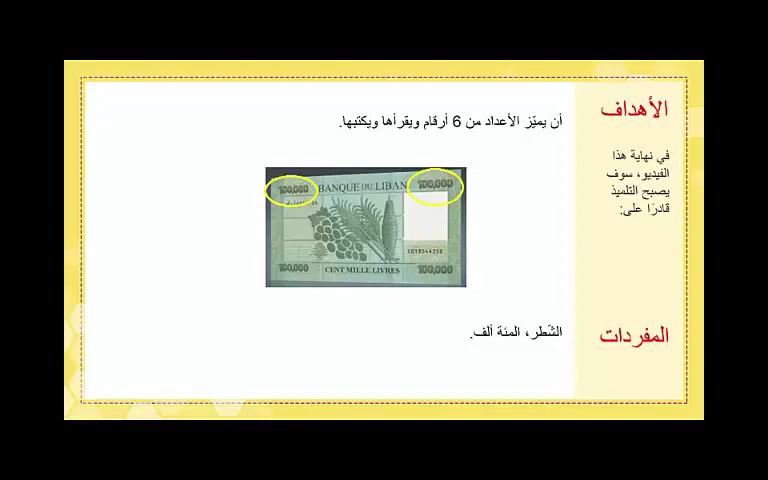 الأهداف
في نهاية هذا
الفيديو، سوف
يصبح التلميذ
قادرًا على:
أن يميّز الأعداد من 6 أرقام ويقرأها ويكتبها.
100,000 BANQUE DU LIBAN 100,000
100,000 CENT MILLE LIVRES 100,000
المفردات
الشّطر، المئة ألف.